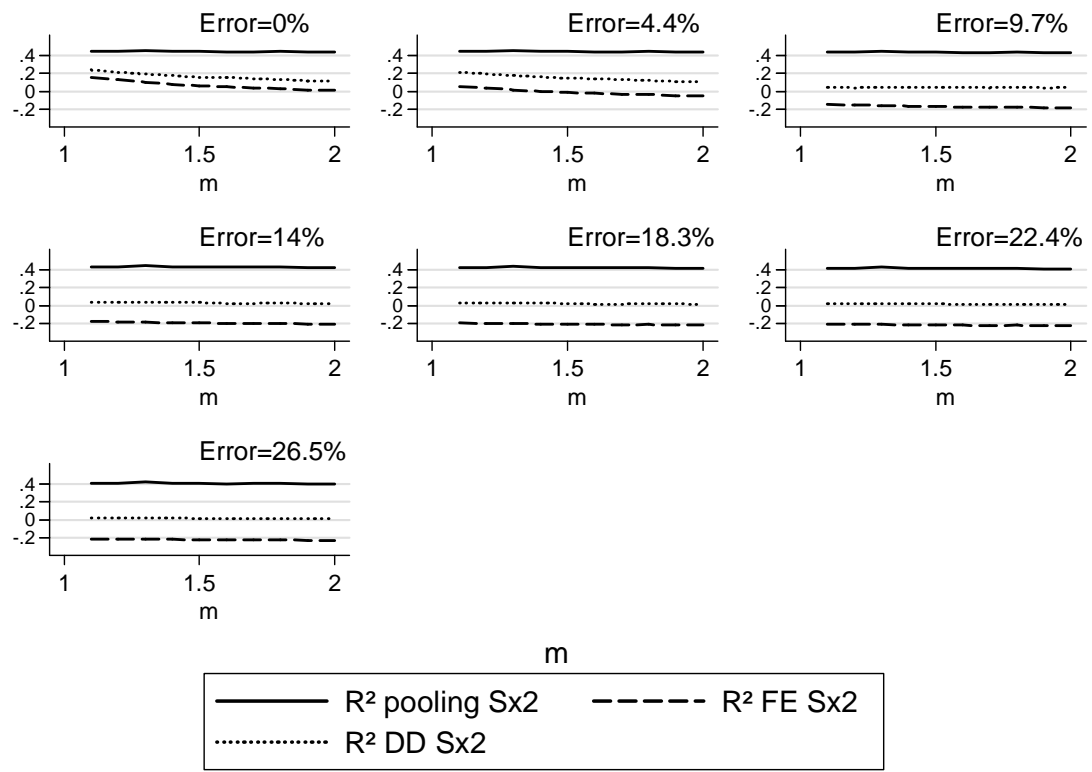 Error=0%
.4
.2
0
-.2
1
1.5
2
m
Error=4.4%
.4
.2
0
-.2
1
1.5
2
m
Error=9.7%
.4
.2
0
-.2
1
1.5
2
m
Error=14%
.4
.2
0
-.2
1
1.5
2
m
Error=18.3%
.4
.2
0
-.2
1
1.5
2
m
Error=22.4%
.4
.2
0
-.2
1
1.5
2
m
Error=26.5%
.4
.2
0
-.2
1
1.5
2
m
m
R² pooling Sx2
R² FE Sx2
R² DD Sx2